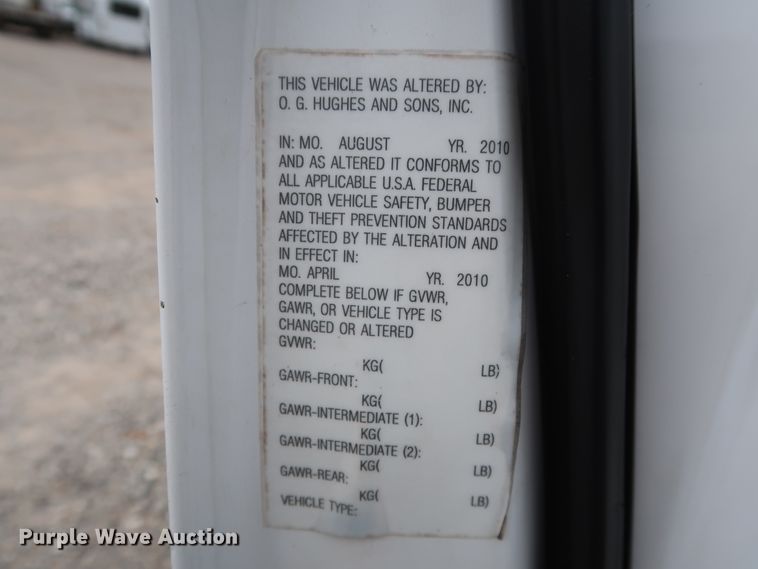 THIS VEHICLE WAS ALTERED BY:
O. G. HUGHES AND SONS, INC.
IN: MO. AUGUST YR. 2010
AND AS ALTERED IT CONFORMS TO
ALL APPLICABLE U.S.A. FEDERAL
MOTOR VEHICLE SAFETY, BUMPER
AND THEFT PREVENTION STANDARDS
AFFECTED BY THE ALTERATION AND
IN EFFECT IN:
MO. APRIL YR. 2010
COMPLETE BELOW IF GVWR,
GAWR, OR VEHICLE TYPE IS
CHANGED OR ALTERED
GVWR:
KG( LB)
GAWR-FRONT:
KG( LB)
GAWR-INTERMEDIATE (1):
KG( LB)
GAWR-INTERMEDIATE (2):
KG( LB)
GAWR-REAR:
KG( LB)
VEHICLE TYPE:
Purple Wave Auction